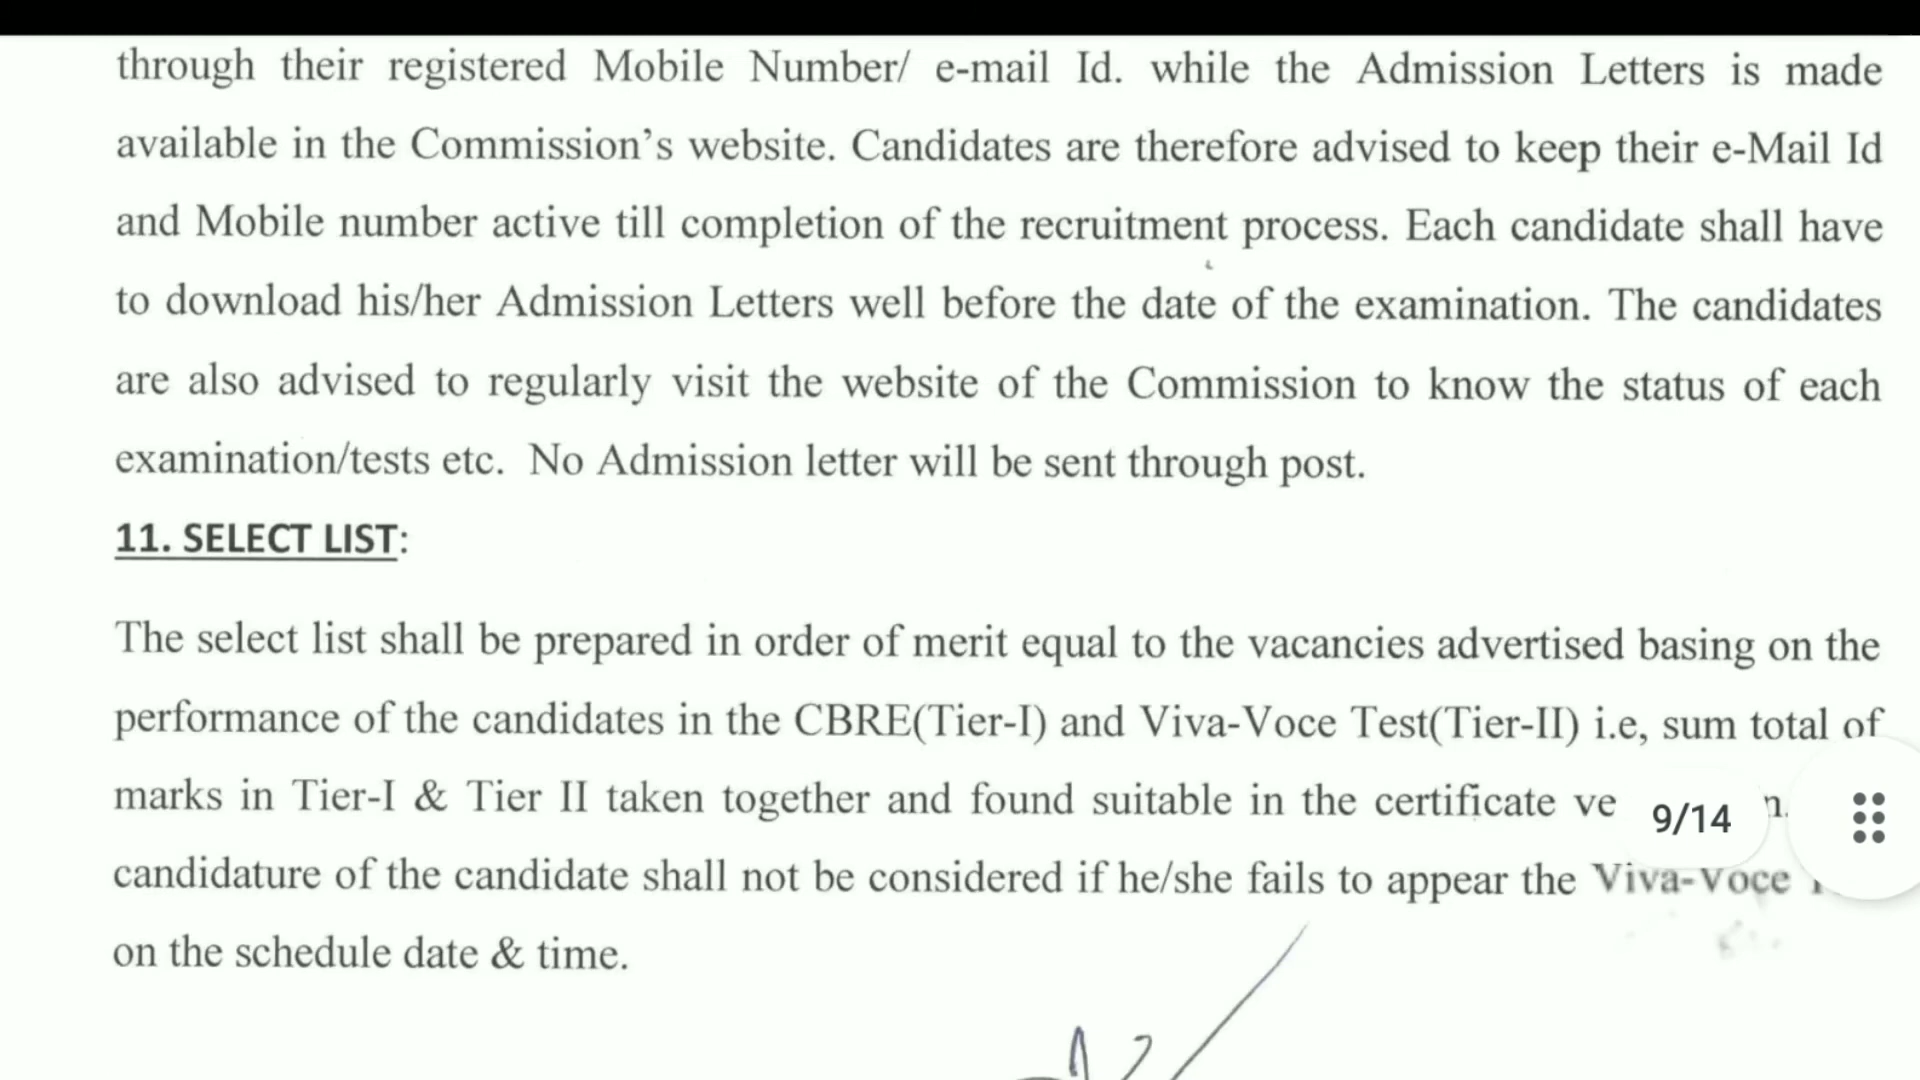 through their registered Mobile Number/ e-mail Id. while the Admission Letters is made
available in the Commission's website. Candidates are therefore advised to keep their e-Mail Id
and Mobile number active till completion of the recruitment process. Each candidate shall have
to download his/her Admission Letters well before the date of the examination. The candidates
are also advised to regularly visit the website of the Commission to know the status of each
examination/tests etc. No Admission letter will be sent through post.
11. SELECT LIST:
The select list shall be prepared in order of merit equal to the vacancies advertised basing on the
performance of the candidates in the CBRE(Tier-I) and Viva-Voce Test(Tier-II) i.e, sum total of
marks in Tier-I & Tier II taken together and found suitable in the certificate
9/14
candidature of the candidate shall not be considered if he/she fails to appear the Viva-Voce
on the schedule date & time.